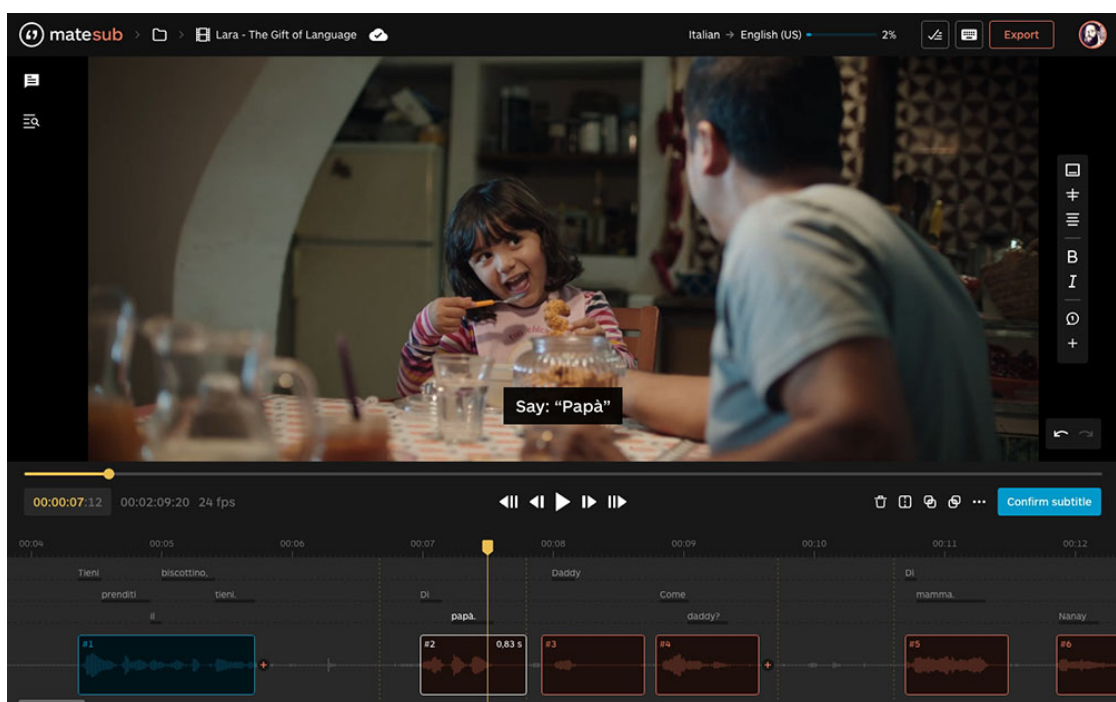 matesub > > Lara - The Gift of Language
Italian → English (US) 2%
Export
B
I
Say: “Papà”
00:00:07:12 00:02:09:20 24 fps
Confirm subtitle
00:04 00:05 00:06 00:07 00:08 00:09 00:10 00:11 00:12
Tieni biscottino, Daddy Di
prenditi tieni. Di Come mamma.
il papà. daddy? Nanay
#1 #2 0,83 s #3 #4 #5 #6